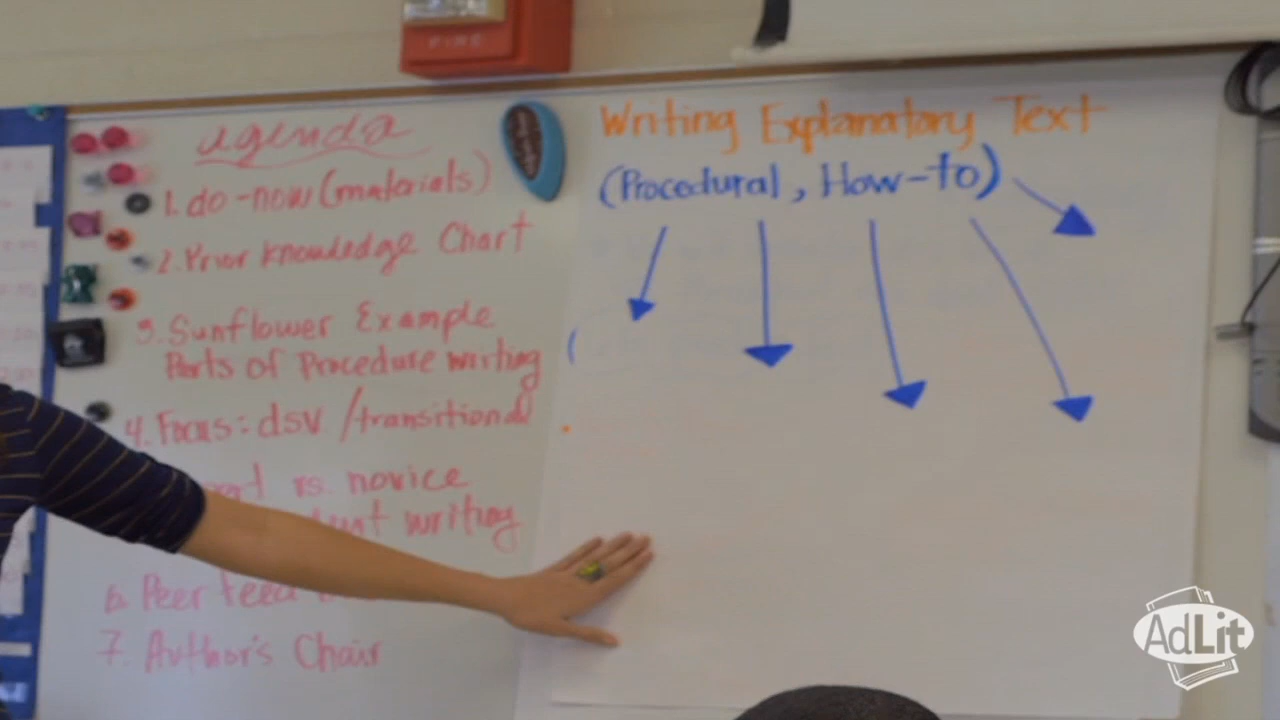 FIRE
agenda
1. do-now (materials)
2. Prior knowledge Chart
3. Sunflower Example
Parts of Procedure writing
4. Focus: dsv /transitional
vs. novice
writing
6. Peer
7. Author's Chair
Writing Explanatory Text
(Procedural, How-to)
AdLit